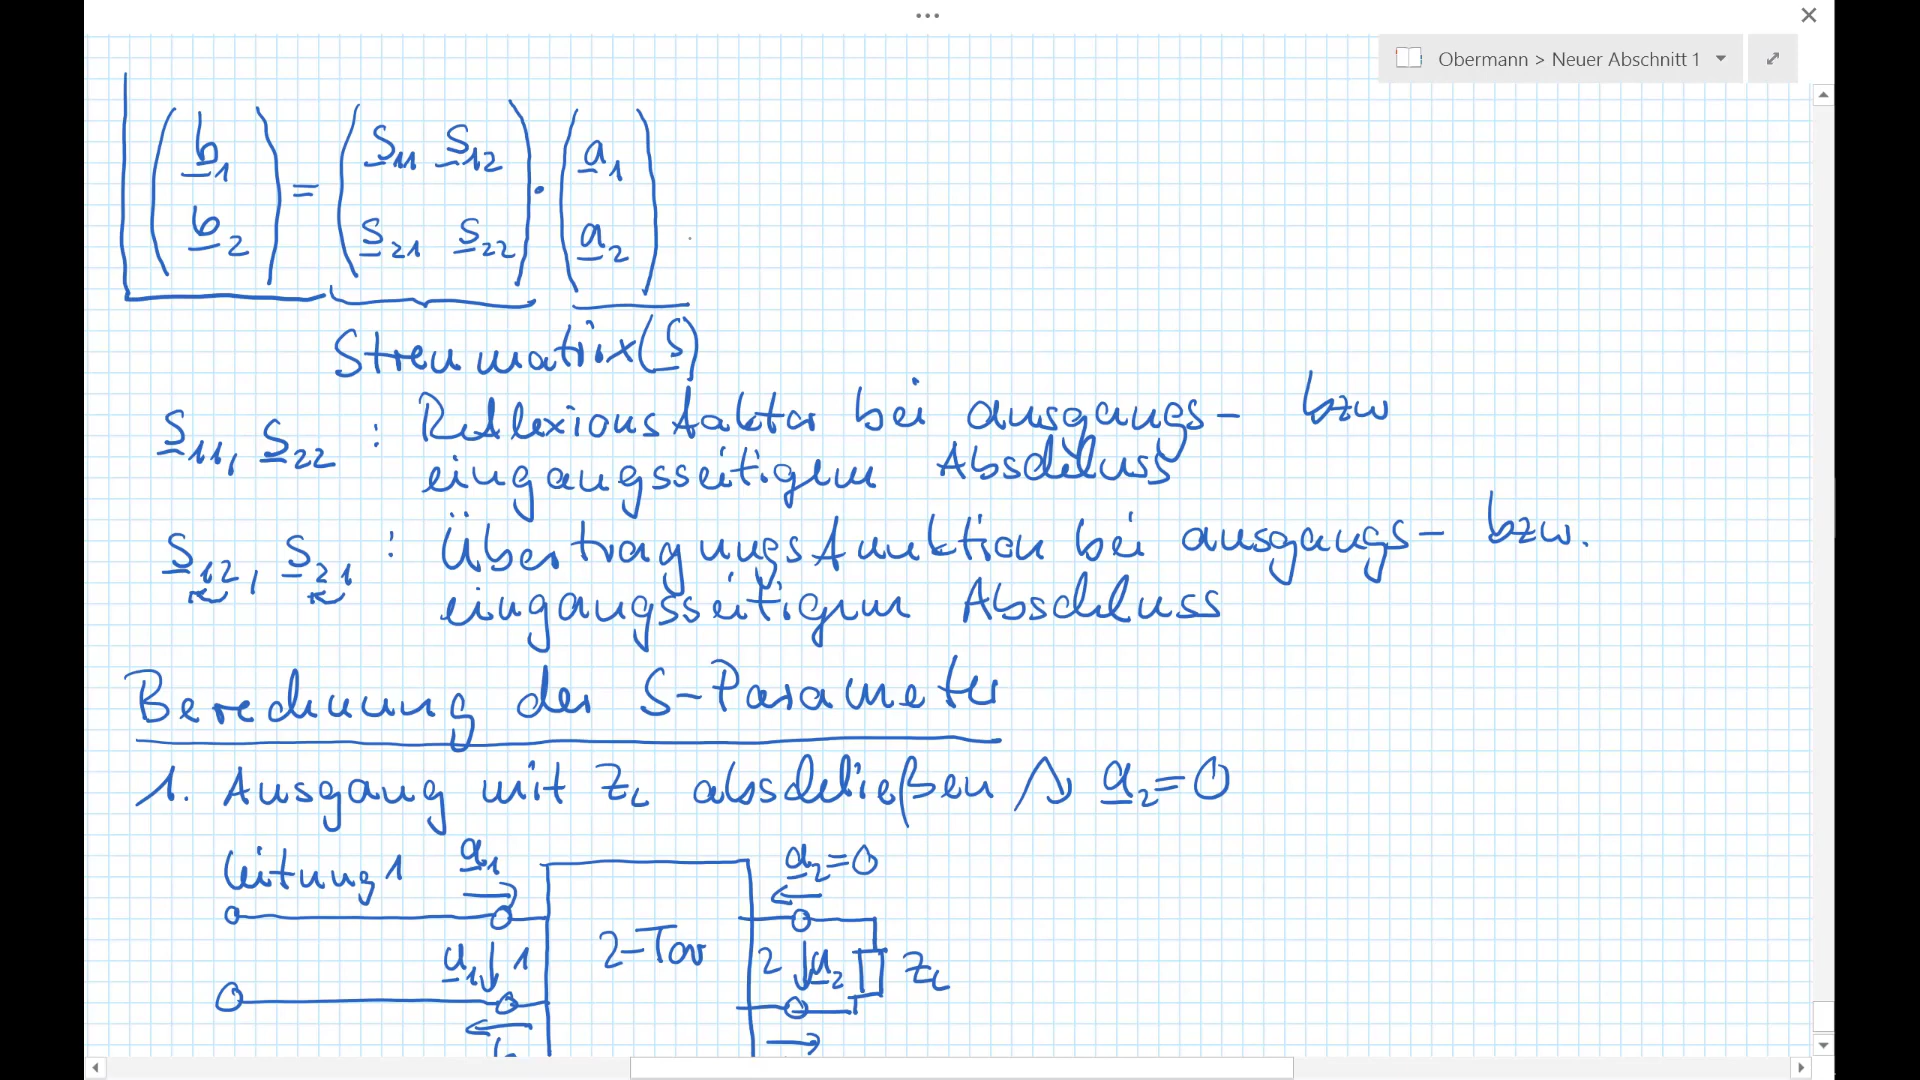 Obermann > Neuer Abschnitt 1
(b1 b2) = (S11 S12 S21 S22) · (a1 a2)
Streumatrix (S)
S11, S22 : Reflexionsfaktor bei ausgangs- bzw
eingangsseitigem Abschluss
S12, S21 : Übertragungsfunktion bei ausgangs- bzw.
eingangsseitigem Abschluss
Berechnung der S-Parameter
1. Ausgang mit ZL abschließen a2=0
Leitung 1 a1 a2=0
2-Tor
u1 1 2 u2 ZL